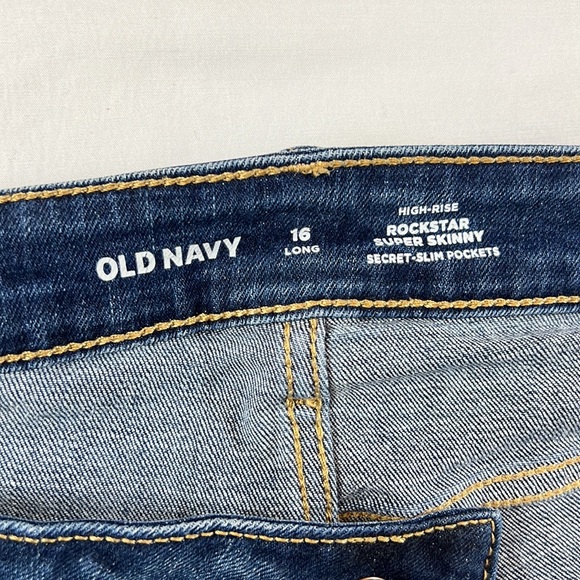 OLD NAVY
16
LONG
HIGH-RISE
ROCKSTAR
SUPER SKINNY
SECRET-SLIM POCKETS